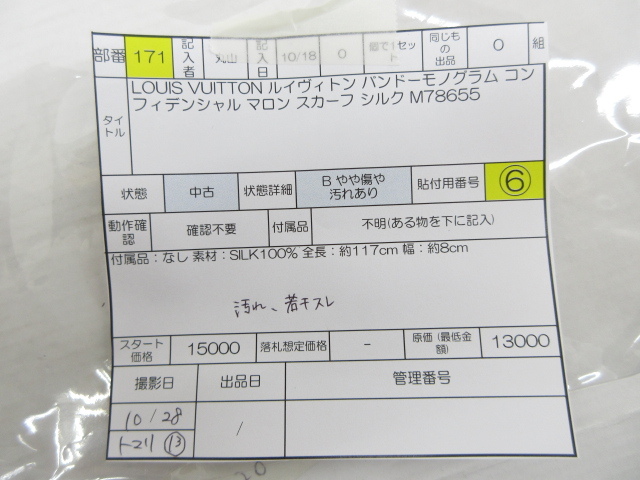 部番 171 記入者 丸山 記入日 10/18 0 個で1セット 同じもの出品 0 組
タイトル
LOUIS VUITTON ルイヴィトン バンドーモノグラム コン
フィデンシャル マロン スカーフ シルク M78655
状態 中古 状態詳細 B やや傷や汚れあり 貼付用番号 ⑥
動作確認 確認不要 付属品 不明(ある物を下に記入)
付属品：なし 素材：SILK100% 全長：約117cm 幅：約8cm
汚れ、若干スレ
スタート価格 15000 落札想定価格 - 原価 (最低金額) 13000
撮影日 出品日 管理番号
10/28 /
トマリ ⑬
20